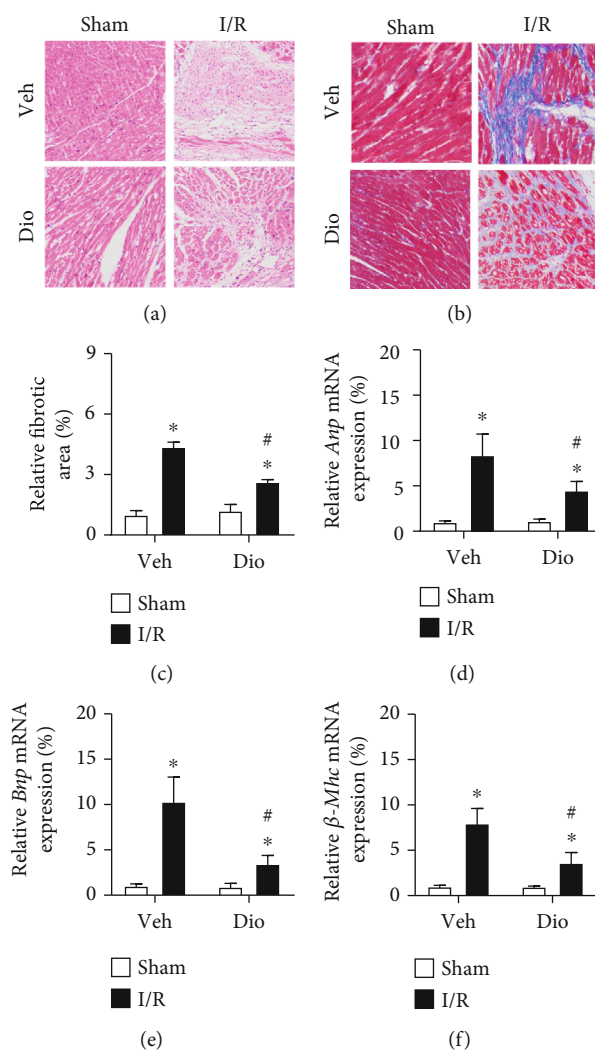 Sham I/R
Veh
Dio
(a)
Sham I/R
Veh
Dio
(b)
Relative fibrotic
area (%)
9
6
3
0
*
#
*
Veh Dio
Sham
I/R
(c)
Relative Anp mRNA
expression (%)
20
15
10
5
0
*
#
*
Veh Dio
Sham
I/R
(d)
Relative Bnp mRNA
expression (%)
20
15
10
5
0
*
#
*
Veh Dio
Sham
I/R
(e)
Relative β-Mhc mRNA
expression (%)
20
15
10
5
0
*
#
*
Veh Dio
Sham
I/R
(f)